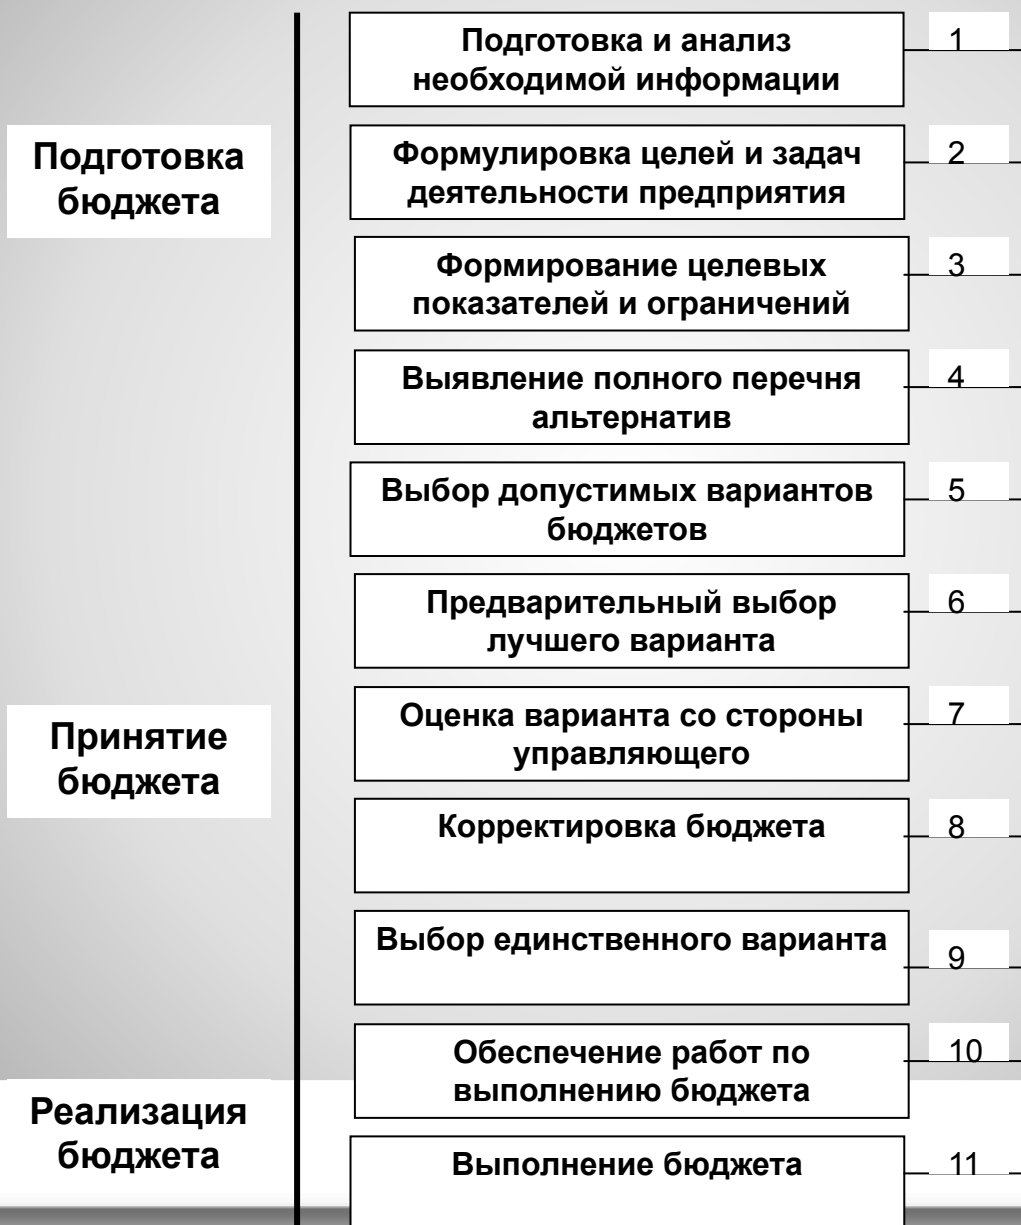 Подготовка и анализ
необходимой информации
1
Подготовка
бюджета
Формулировка целей и задач
деятельности предприятия
2
Формирование целевых
показателей и ограничений
3
Выявление полного перечня
альтернатив
4
Выбор допустимых вариантов
бюджетов
5
Предварительный выбор
лучшего варианта
6
Принятие
бюджета
Оценка варианта со стороны
управляющего
7
Корректировка бюджета
8
Выбор единственного варианта
9
Обеспечение работ по
выполнению бюджета
10
Реализация
бюджета
Выполнение бюджета
11